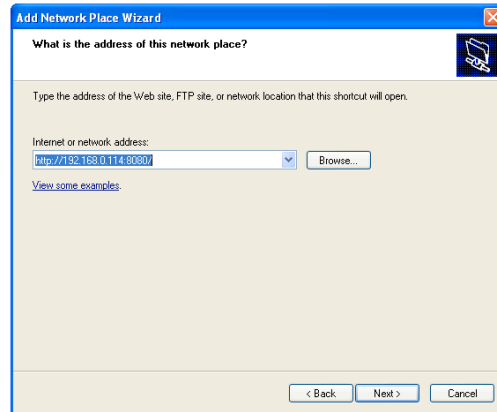 Add Network Place Wizard
What is the address of this network place?
Type the address of the Web site, FTP site, or network location that this shortcut will open.
Internet or network address:
http://192.168.0.114:8080/
Browse...
View some examples.
< Back
Next >
Cancel